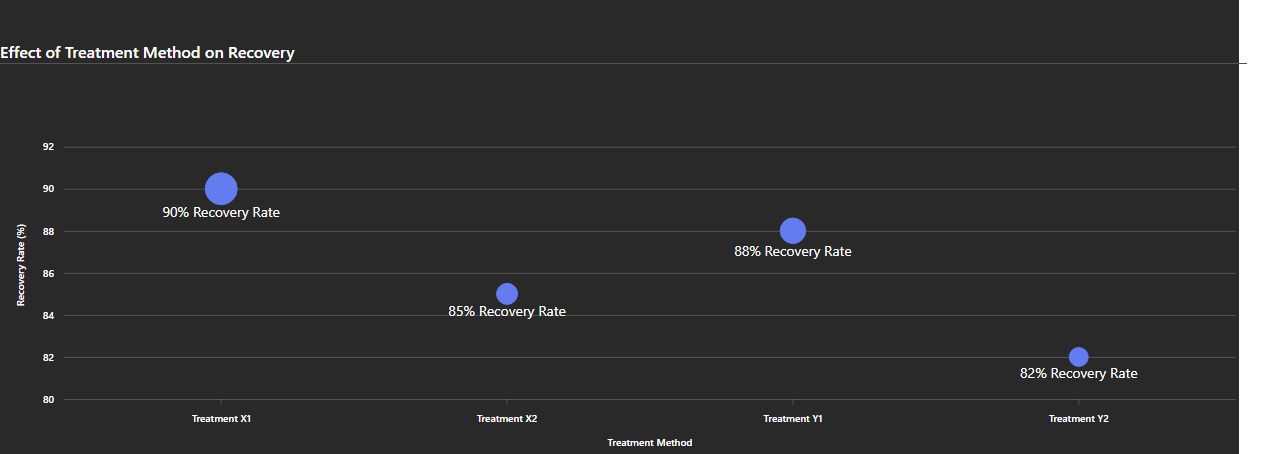 Effect of Treatment Method on Recovery
92
90
90% Recovery Rate
88
88% Recovery Rate
86
85% Recovery Rate
84
82
82% Recovery Rate
80
Recovery Rate (%)
Treatment X1
Treatment X2
Treatment Y1
Treatment Y2
Treatment Method